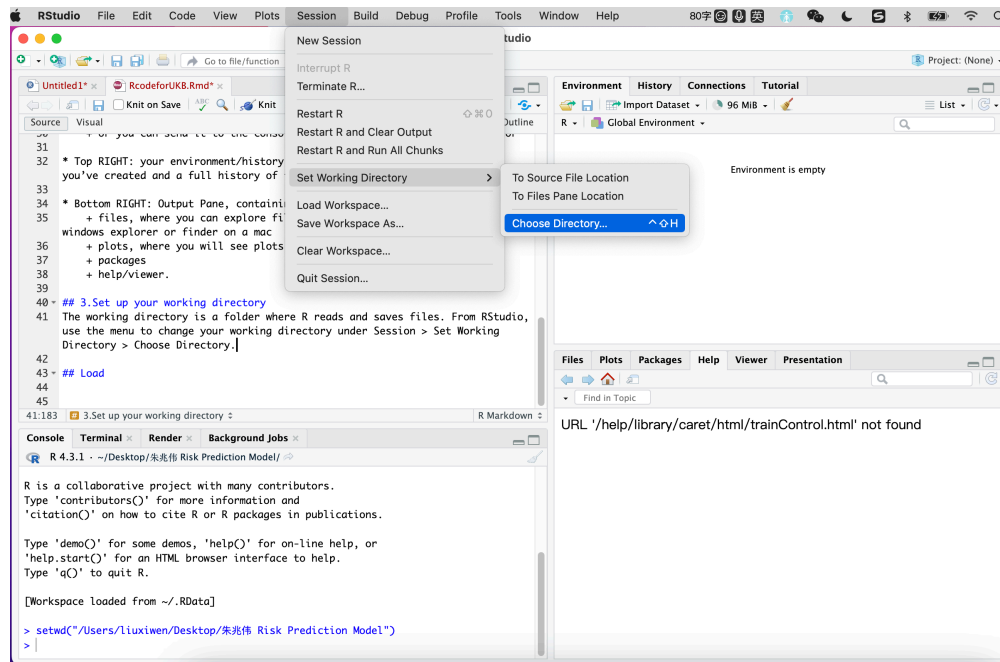 RStudio File Edit Code View Plots Session Build Debug Profile Tools Window Help 80字 英
RStudio
Go to file/function
Project: (None)
Untitled1*
RcodeforUKB.Rmd*
Knit on Save
Knit
Source Visual
Outline
31
32 * Top RIGHT: your environment/history
you've created and a full history of
33
34 * Bottom RIGHT: Output Pane, containi
35 + files, where you can explore fi
windows explorer or finder on a mac
36 + plots, where you will see plots
37 + packages
38 + help/viewer.
39
40 ## 3.Set up your working directory
41 The working directory is a folder where R reads and saves files. From RStudio,
use the menu to change your working directory under Session > Set Working
Directory > Choose Directory.
42
43 ## Load
44
45
41:183 3.Set up your working directory R Markdown
New Session
Interrupt R
Terminate R...
Restart R ⇧⌘0
Restart R and Clear Output
Restart R and Run All Chunks
Set Working Directory
Load Workspace...
Save Workspace As...
Clear Workspace...
Quit Session...
To Source File Location
To Files Pane Location
Choose Directory... ^⇧H
Console Terminal Render Background Jobs
R 4.3.1 · ~/Desktop/朱兆伟 Risk Prediction Model/
R is a collaborative project with many contributors.
Type 'contributors()' for more information and
'citation()' on how to cite R or R packages in publications.
Type 'demo()' for some demos, 'help()' for on-line help, or
'help.start()' for an HTML browser interface to help.
Type 'q()' to quit R.
[Workspace loaded from ~/.RData]
> setwd("/Users/liuxiwen/Desktop/朱兆伟 Risk Prediction Model")
>
Environment History Connections Tutorial
Import Dataset 96 MiB List
R Global Environment
Environment is empty
Files Plots Packages Help Viewer Presentation
Find in Topic
URL '/help/library/caret/html/trainControl.html' not found